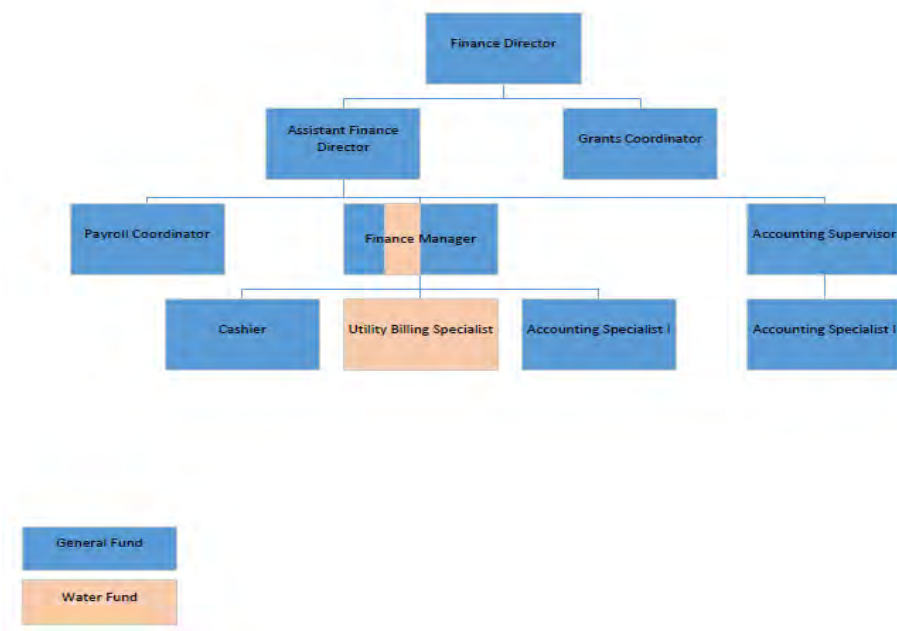 Finance Director
Assistant Finance
Director
Grants Coordinator
Payroll Coordinator
Finance Manager
Accounting Supervisor
Cashier
Utility Billing Specialist
Accounting Specialist I
Accounting Specialist I
General Fund
Water Fund